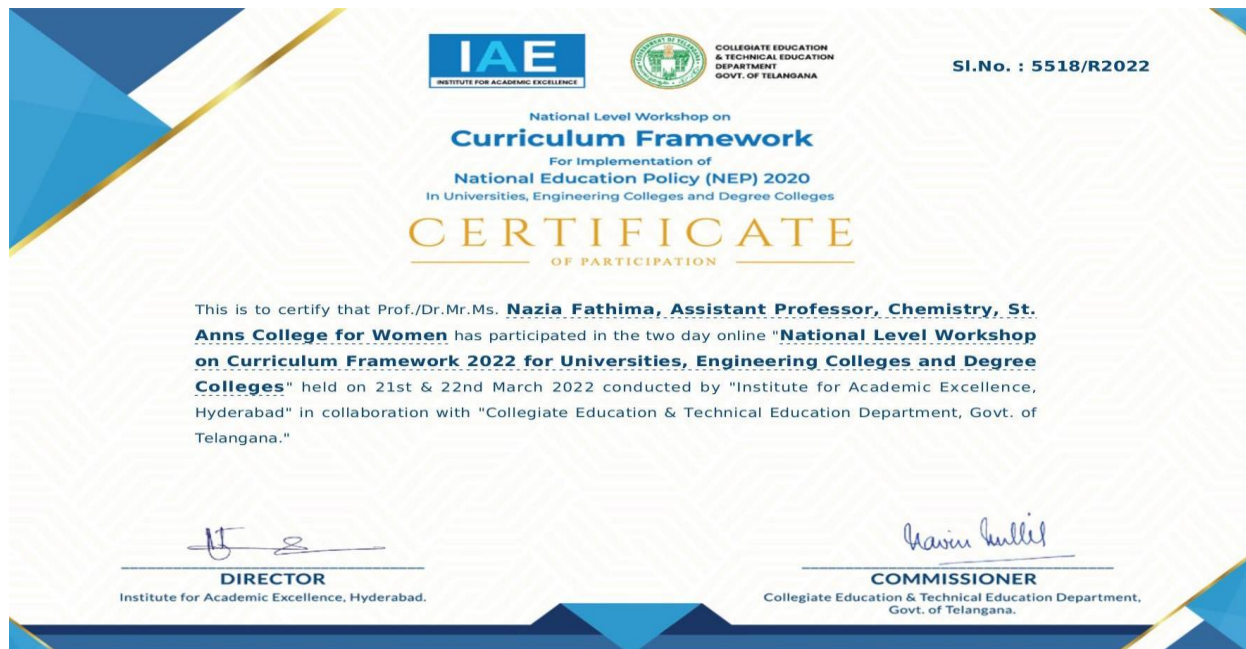 IAE
INSTITUTE FOR ACADEMIC EXCELLENCE
GOVERNMENT OF TELANGANA
COLLEGIATE EDUCATION
& TECHNICAL EDUCATION
DEPARTMENT
GOVT. OF TELANGANA
SI.No. : 5518/R2022
National Level Workshop on
Curriculum Framework
For Implementation of
National Education Policy (NEP) 2020
In Universities, Engineering Colleges and Degree Colleges
CERTIFICATE
OF PARTICIPATION
This is to certify that Prof./Dr.Mr.Ms. Nazia Fathima, Assistant Professor, Chemistry, St.
Anns College for Women has participated in the two day online "National Level Workshop
on Curriculum Framework 2022 for Universities, Engineering Colleges and Degree
Colleges" held on 21st & 22nd March 2022 conducted by "Institute for Academic Excellence,
Hyderabad" in collaboration with "Collegiate Education & Technical Education Department, Govt. of
Telangana."
DIRECTOR
Institute for Academic Excellence, Hyderabad.
COMMISSIONER
Collegiate Education & Technical Education Department,
Govt. of Telangana.